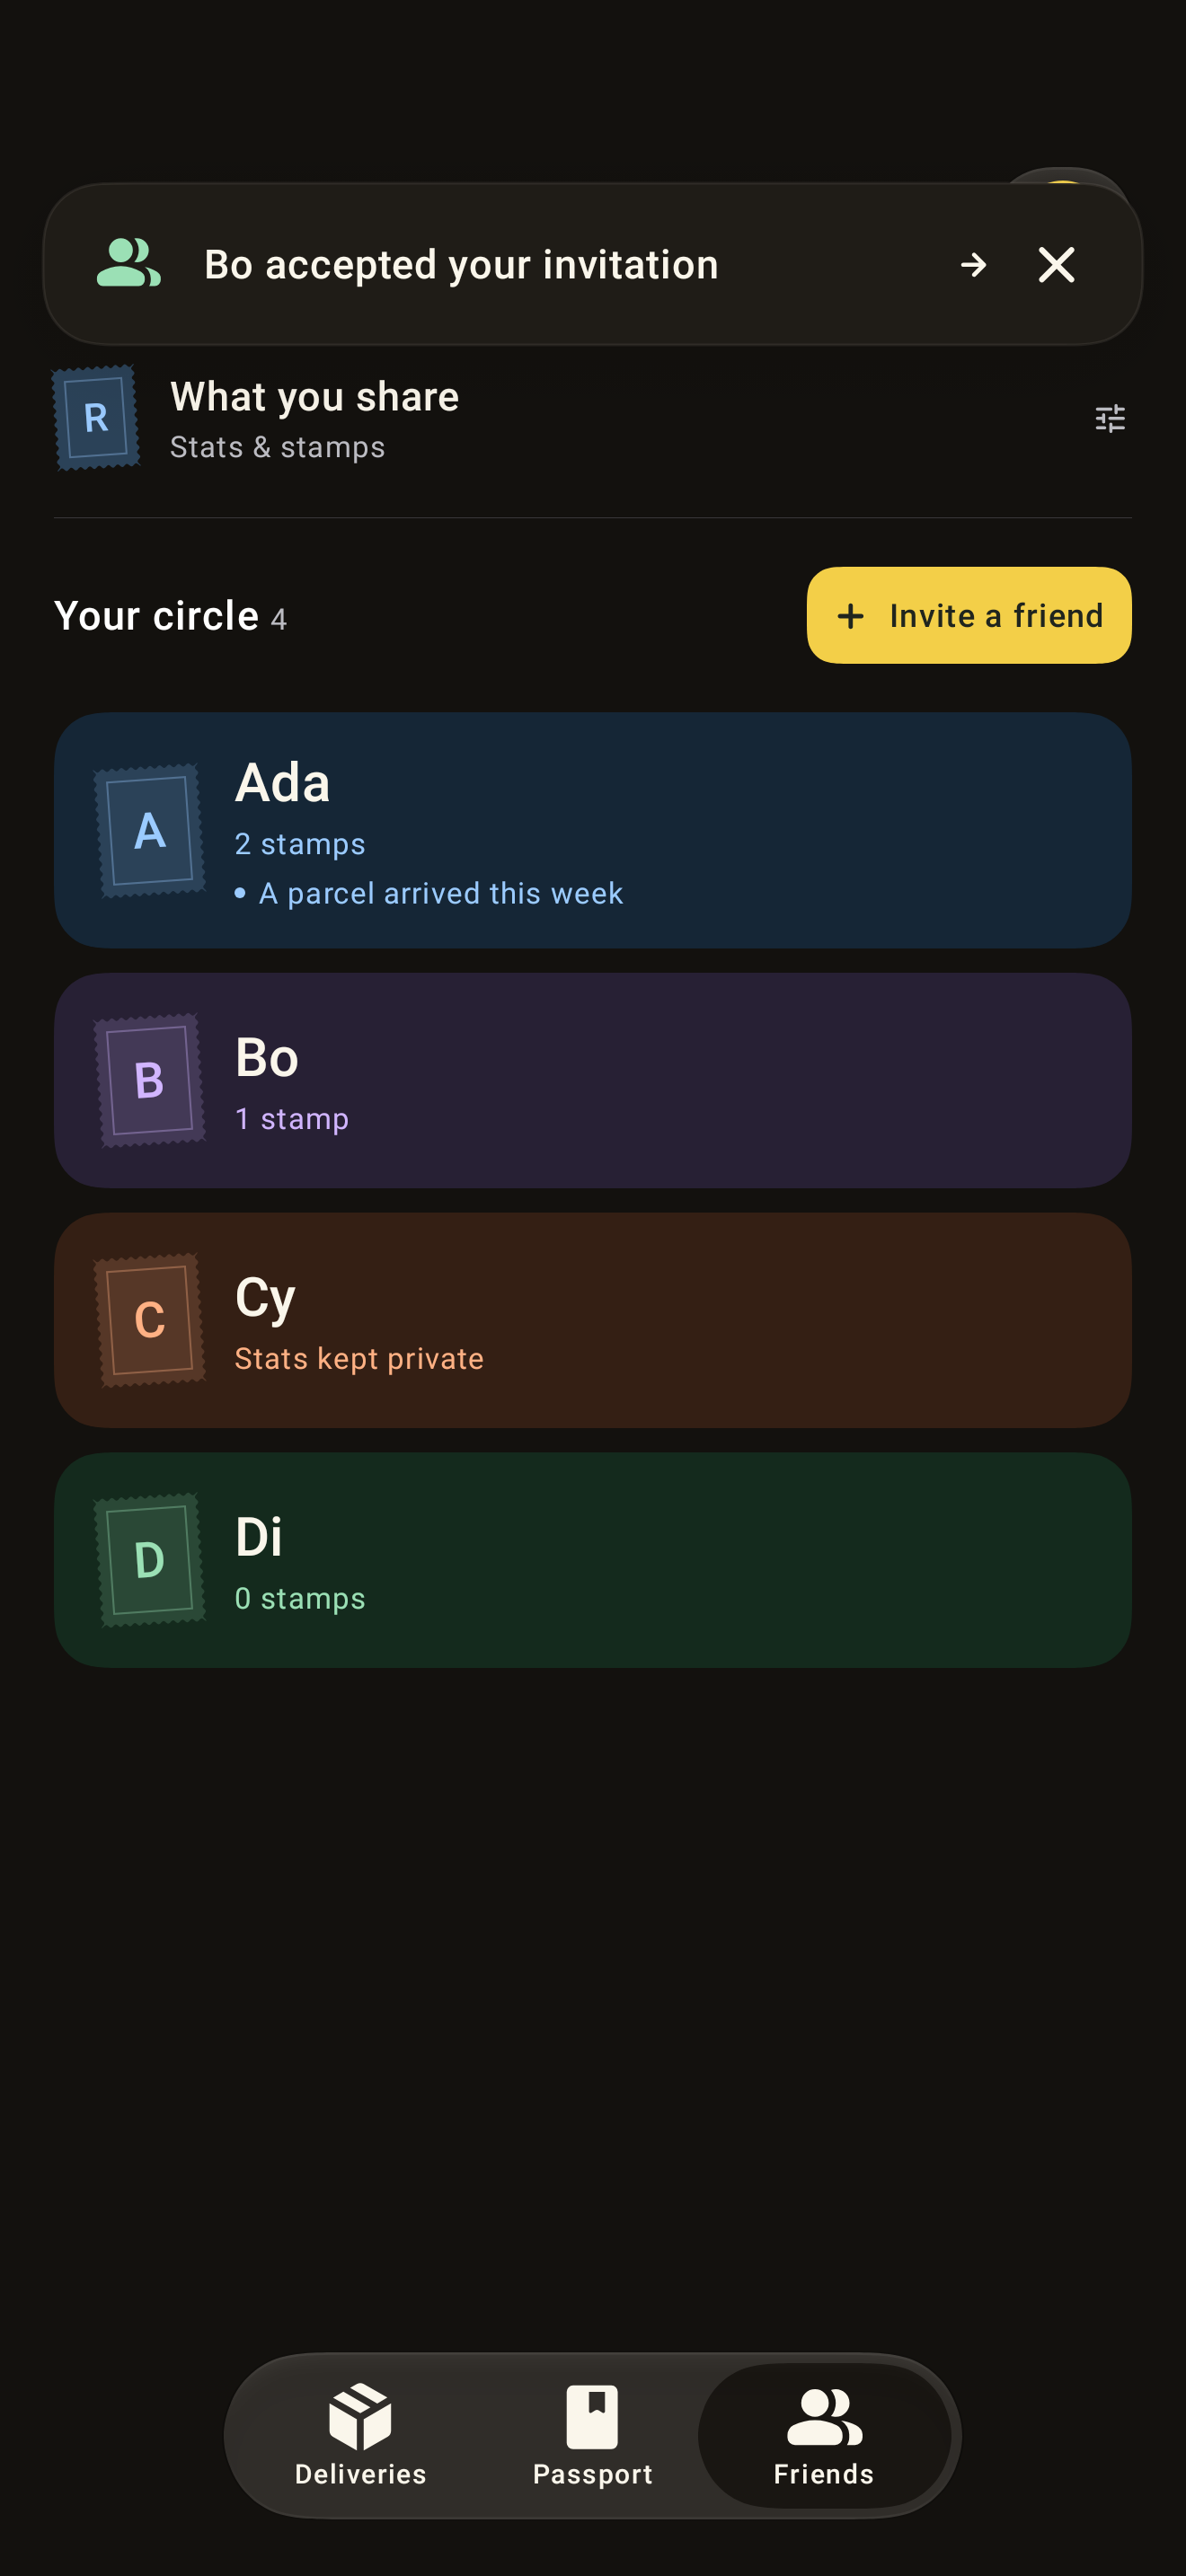 Bo accepted your invitation
R
What you share
Stats & stamps
Your circle 4
Invite a friend
A
Ada
2 stamps
A parcel arrived this week
B
Bo
1 stamp
C
Cy
Stats kept private
D
Di
0 stamps
Deliveries
Passport
Friends